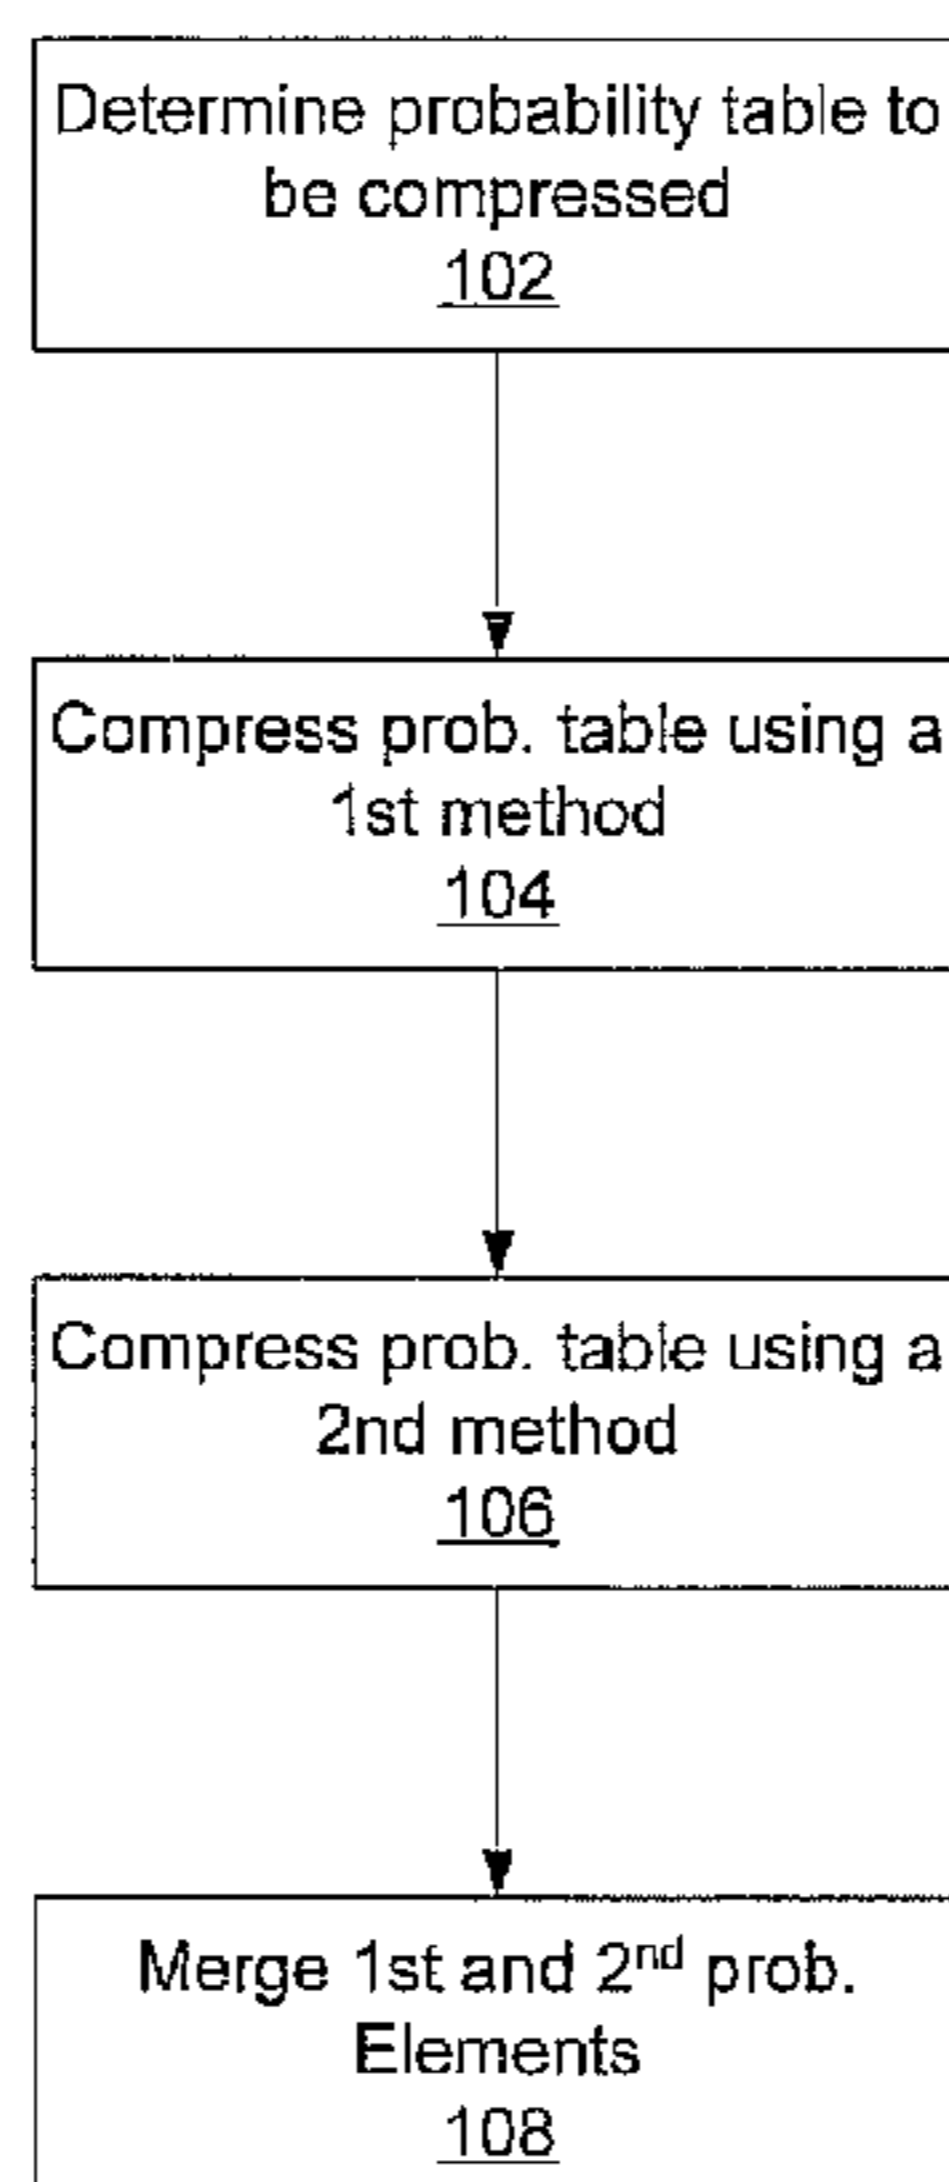 Determine probability table to
be compressed
102
Compress prob. table using a
1st method
104
Compress prob. table using a
2nd method
106
Merge 1st and 2nd prob.
Elements
108